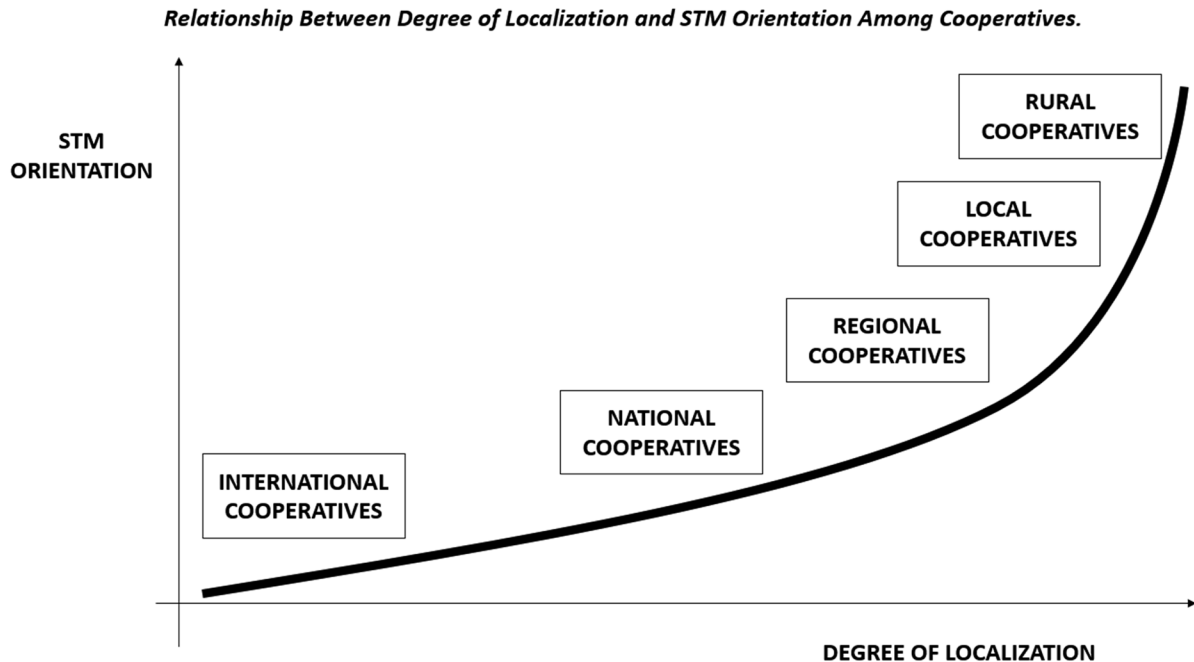 Relationship Between Degree of Localization and STM Orientation Among Cooperatives.
STM
ORIENTATION
RURAL
COOPERATIVES
LOCAL
COOPERATIVES
REGIONAL
COOPERATIVES
NATIONAL
COOPERATIVES
INTERNATIONAL
COOPERATIVES
DEGREE OF LOCALIZATION